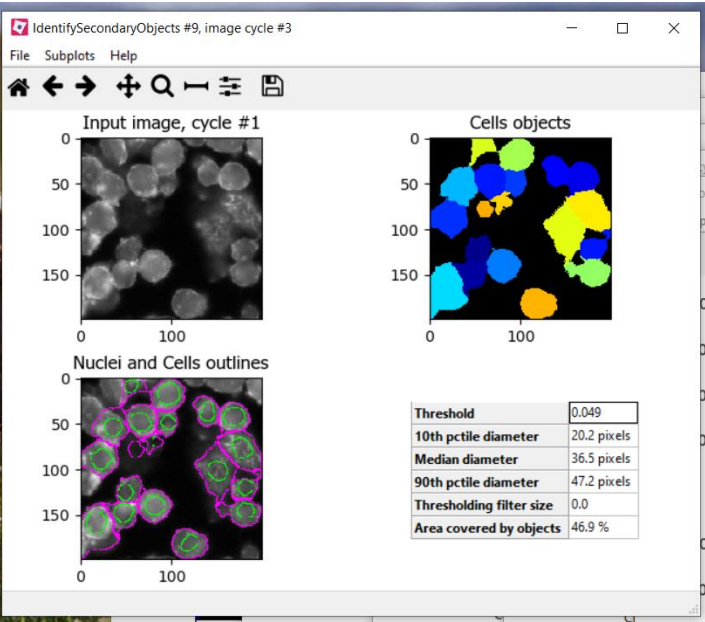 IdentifySecondaryObjects #9, image cycle #3
File Subplots Help
Input image, cycle #1
0
50
100
150
0 100
Cells objects
0
50
100
150
0 100
Nuclei and Cells outlines
0
50
100
150
0 100
Threshold 0.049
10th pctile diameter 20.2 pixels
Median diameter 36.5 pixels
90th pctile diameter 47.2 pixels
Thresholding filter size 0.0
Area covered by objects 46.9 %